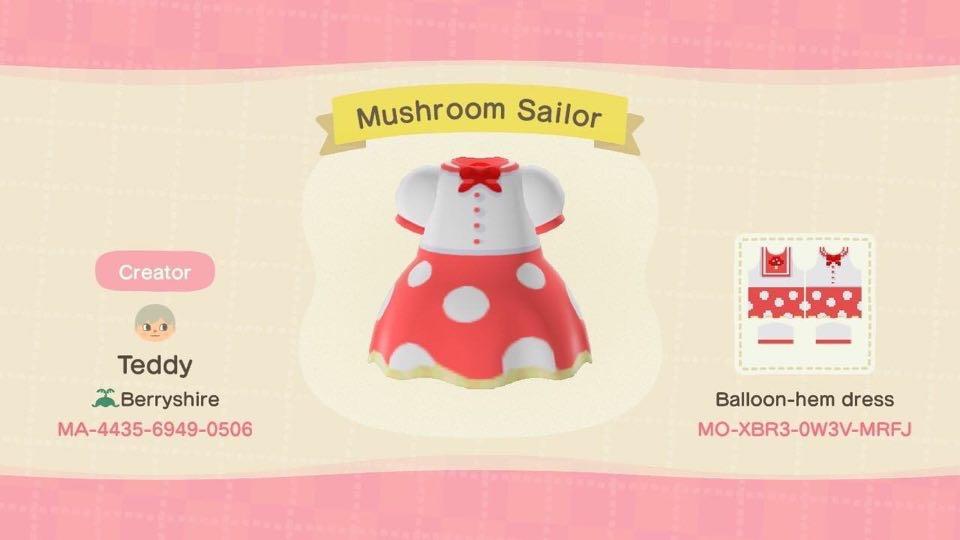 Mushroom Sailor
Creator
Teddy
Berryshire
MA-4435-6949-0506
Balloon-hem dress
MO-XBR3-0W3V-MRFJ